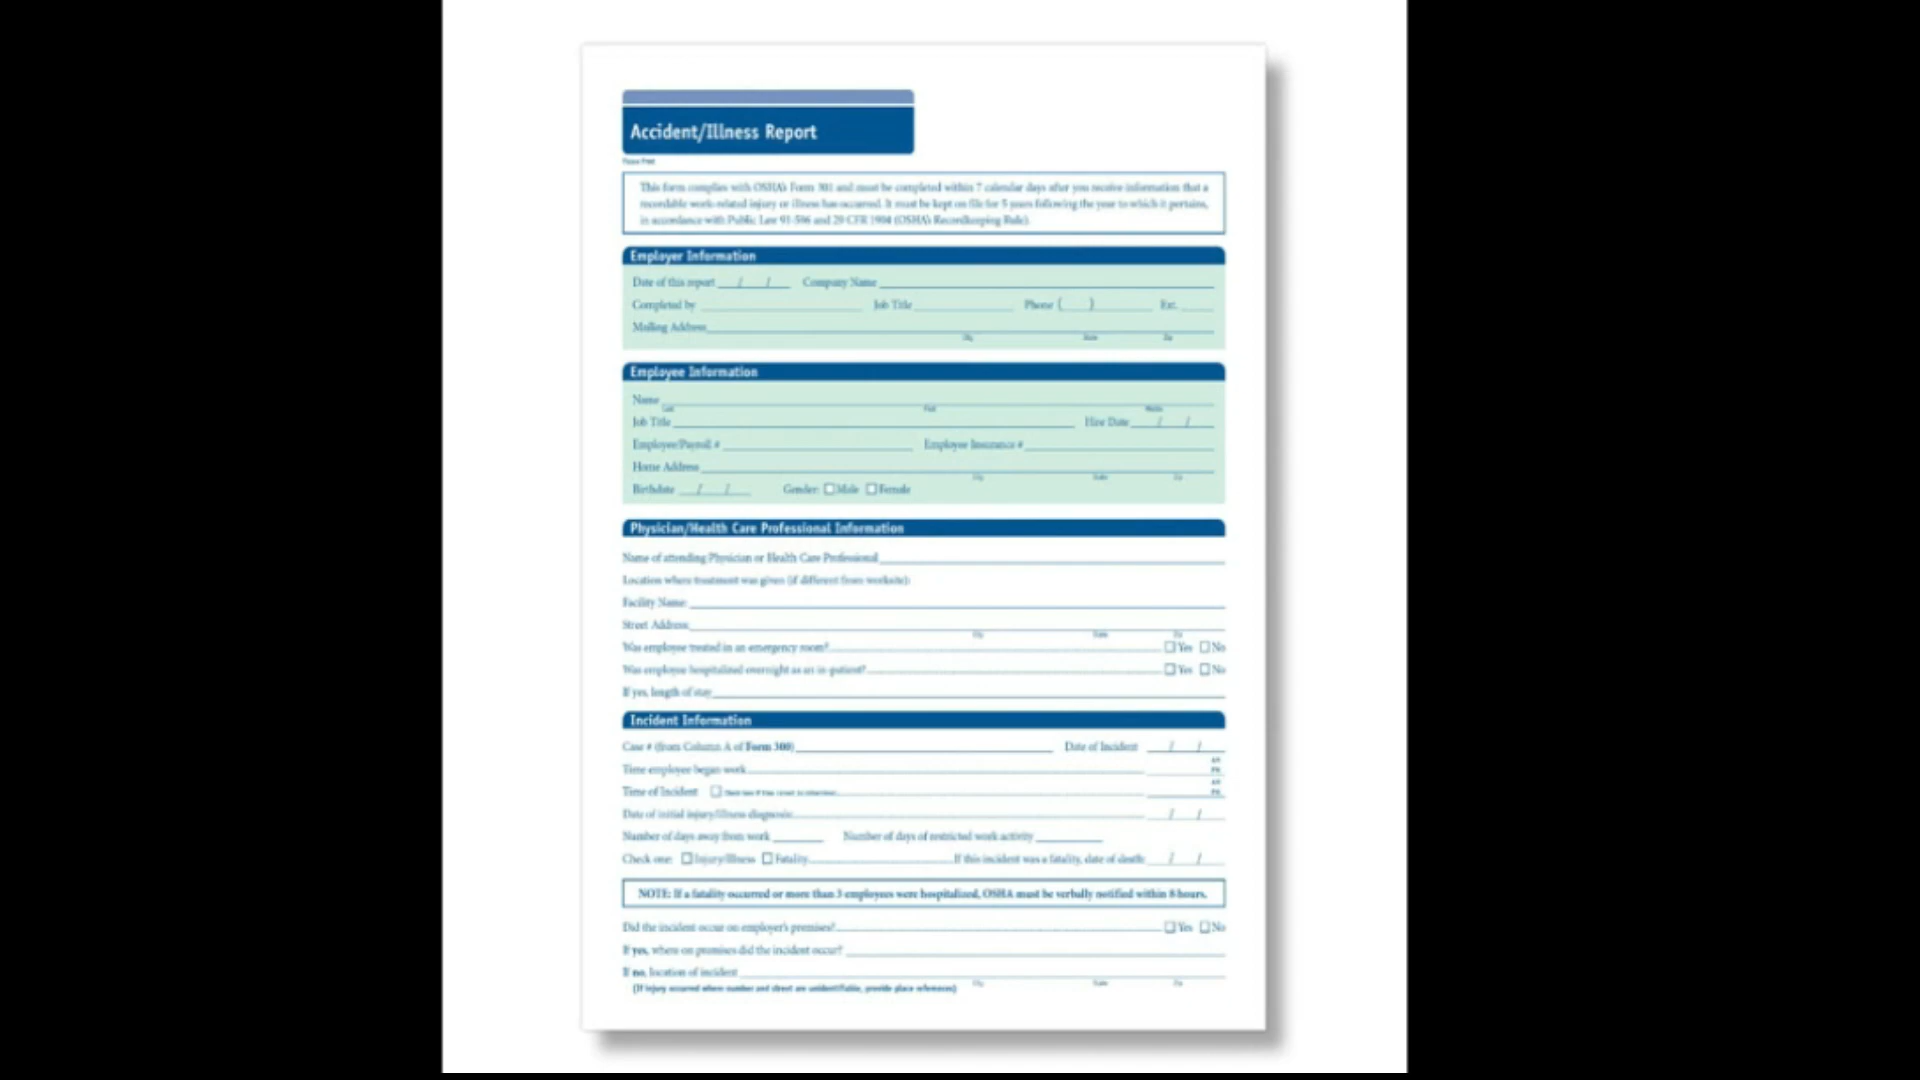 Accident/Illness Report
Please Print
This form complies with OSHA's Form 301 and must be completed within 7 calendar days after you receive information that a
recordable work-related injury or illness has occurred. It must be kept on file for 5 years following the year to which it pertains,
in accordance with Public Law 91-596 and 29 CFR 1904 (OSHA's Recordkeeping Rule).
Employer Information
Date of this report / / Company Name
Completed by Job Title Phone ( ) Ext.
Mailing Address
City State Zip
Employee Information
Name
Last First Middle
Job Title Hire Date / /
Employee/Payroll # Employee Insurance #
Home Address
City State Zip
Birthdate / / Gender: Male Female
Physician/Health Care Professional Information
Name of attending Physician or Health Care Professional
Location where treatment was given (if different from worksite):
Facility Name:
Street Address:
City State Zip
Was employee treated in an emergency room? Yes No
Was employee hospitalized overnight as an in-patient? Yes No
If yes, length of stay
Incident Information
Case # (from Column A of Form 300) Date of Incident / /
Time employee began work AM PM
Time of Incident AM PM
Date of initial injury/illness diagnosis: / /
Number of days away from work Number of days of restricted work activity
Check one: Injury/Illness Fatality If this incident was a fatality, date of death: / /
NOTE: If a fatality occurred or more than 3 employees were hospitalized, OSHA must be verbally notified within 8 hours.
Did the incident occur on employer's premises? Yes No
If yes, where on premises did the incident occur?
If no, location of incident
City State Zip
(If injury occurred where number and street are unidentifiable, provide place references)